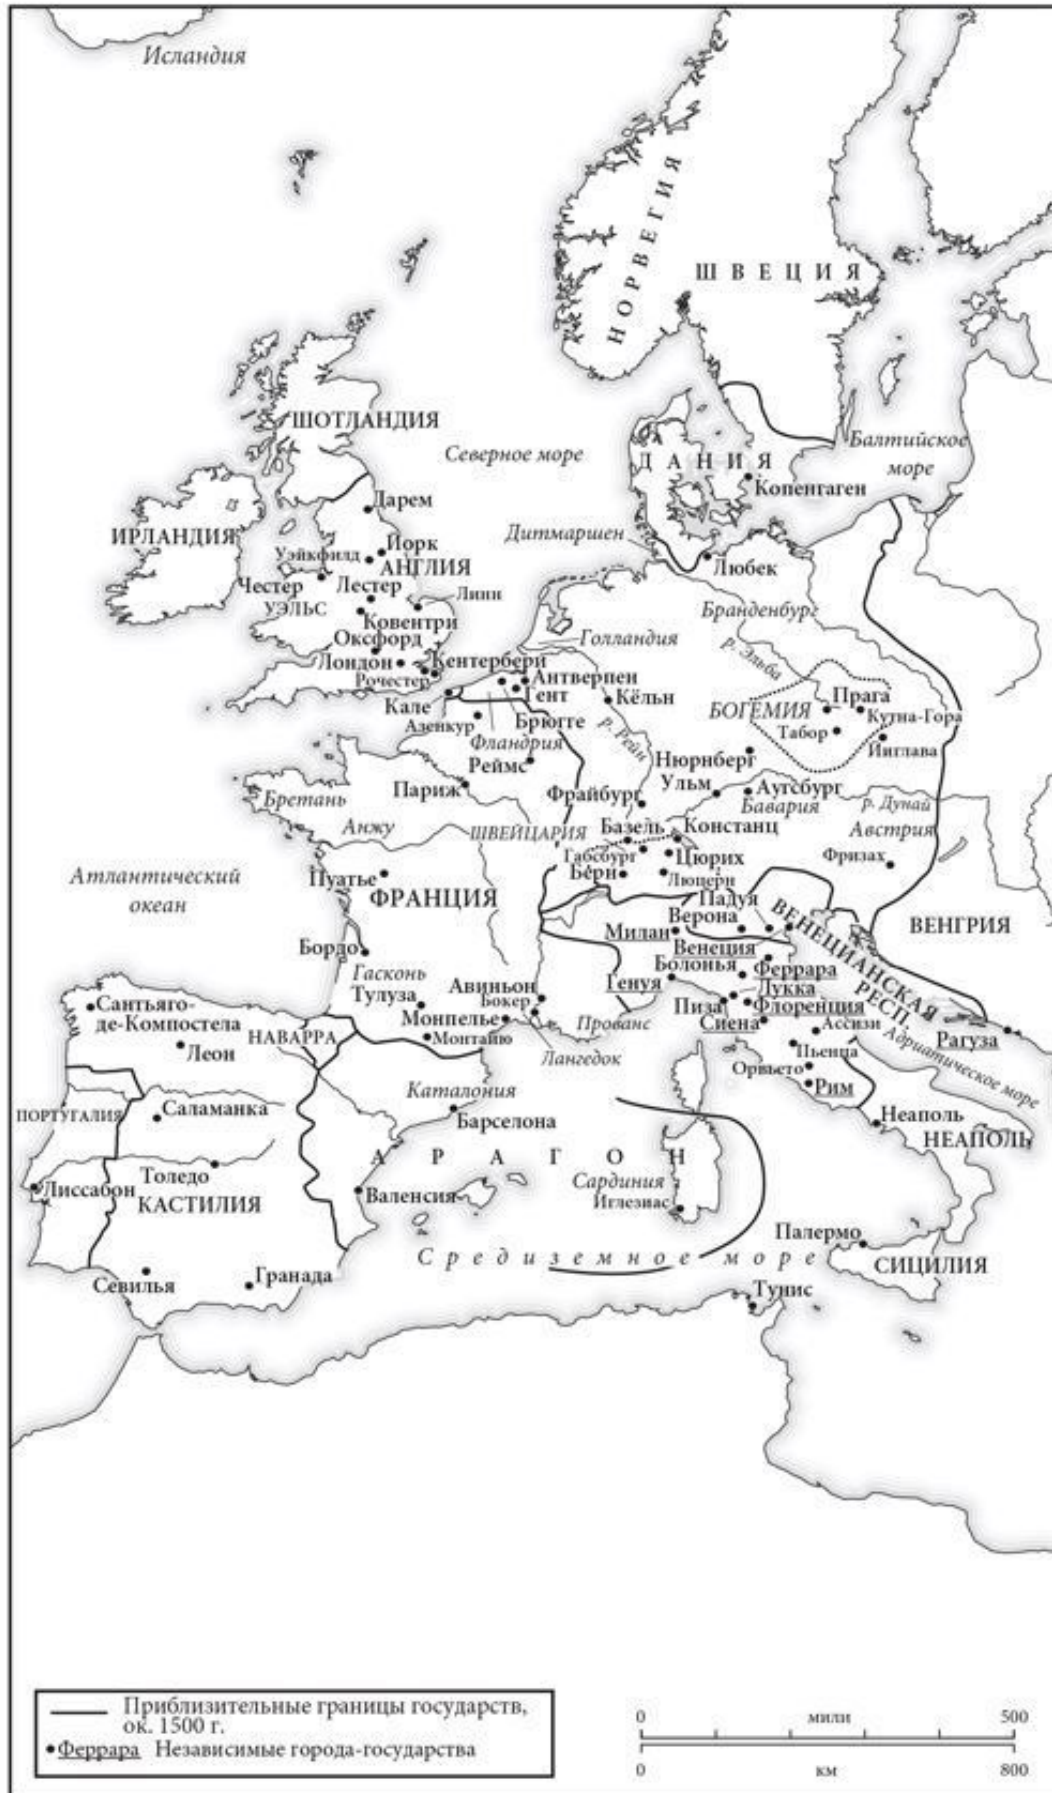 Исландия
НОРВЕГИЯ
ШВЕЦИЯ
ШОТЛАНДИЯ
Северное море
Балтийское
море
ДАНИЯ
Копенгаген
Дарем
ИРЛАНДИЯ
Дитмаршен
Йорк
Уэйкфилд
АНГЛИЯ
Любек
Честер
Лестер
Линн
УЭЛЬС
Ковентри
Бранденбург
Голландия
Оксфорд
р. Эльба
Лондон
Кентербери
Рочестер
Антверпен
Гент
Кёльн
Прага
Кале
БОГЕМИЯ
Кутна-Гора
Азенкур
Брюгге
Табор
Фландрия
р. Рейн
Йиглава
Реймс
Нюрнберг
Париж
Ульм
Аугсбург
Фрайбург
Бретань
Бавария
р. Дунай
Анжу
ШВЕЙЦАРИЯ
Базель
Констанц
Австрия
Габсбург
Цюрих
Фризах
Атлантический
океан
Пуатье
Берн
Люцерн
ФРАНЦИЯ
Падуя
Верона
ВЕНГРИЯ
Милан
ВЕНЕЦИАНСКАЯ
РЕСП.
Венеция
Бордо
Болонья
Феррара
Гасконь
Авиньон
Генуя
Лукка
Тулуза
Бокер
Пиза
Флоренция
Сантьяго-
де-Компостела
Монпелье
Прованс
Сиена
Ассизи
Рагуза
НАВАРРА
Монтайю
Лангедок
Пьенца
Адриатическое море
Леон
Орвьето
Каталония
Рим
ПОРТУГАЛИЯ
Саламанка
Барселона
Неаполь
НЕАПОЛЬ
АРАГОН
Толедо
Сардиния
Лиссабон
КАСТИЛИЯ
Валенсия
Иглезиас
Палермо
Средиземное море
СИЦИЛИЯ
Севилья
Гранада
Тунис
Приблизительные границы государств,
ок. 1500 г.
Феррара Независимые города-государства
0 мили 500
0 км 800